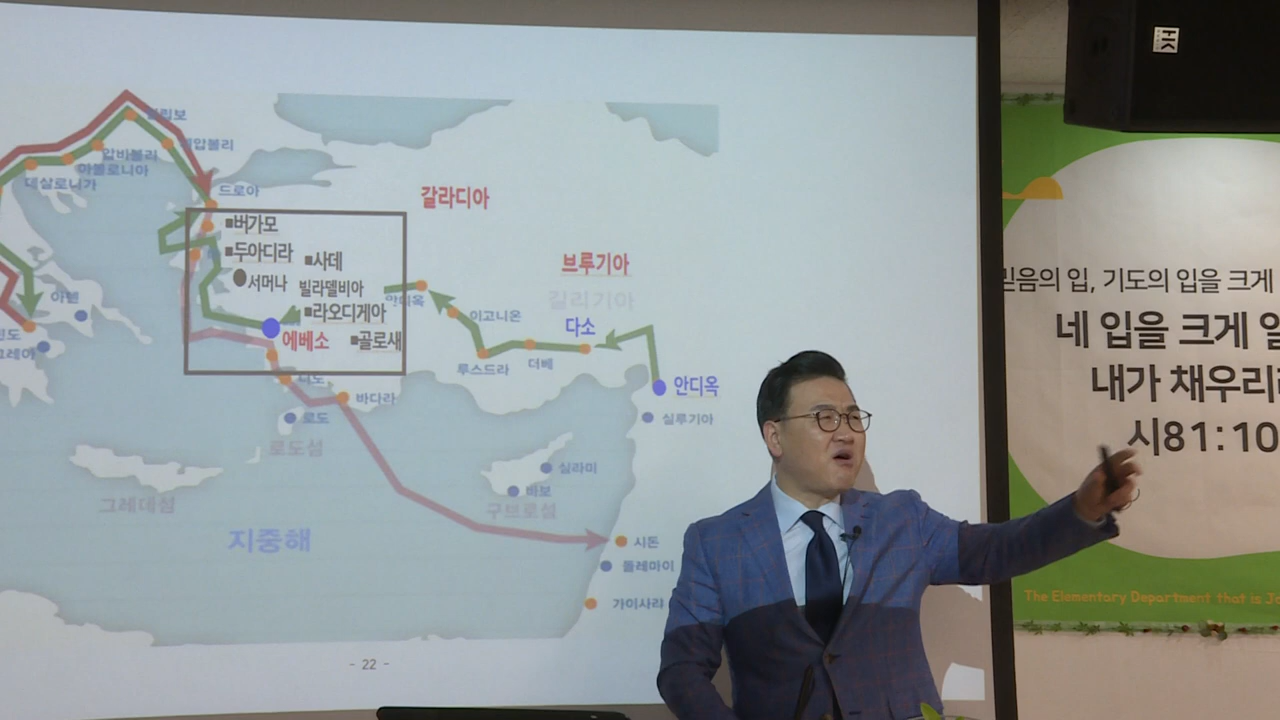 빌립보
네압볼리
암비볼리
아볼로니아
데살로니가
드로아
갈라디아
■버가모
■두아디라
■사데
서머나
빌라델비아
브루기아
길리기아
안디옥
■라오디게아
아덴
이고니온
다소
에베소
■골로새
루스드라
더베
안디옥
바다라
실루기아
로도
로도섬
살라미
바보
그레데섬
구브로섬
지중해
시돈
돌레마이
가이사랴
- 22 -
HK
믿음의 입, 기도의 입을 크게
네 입을 크게 열
내가 채우리라
시81:10
The Elementary Department that is Jo